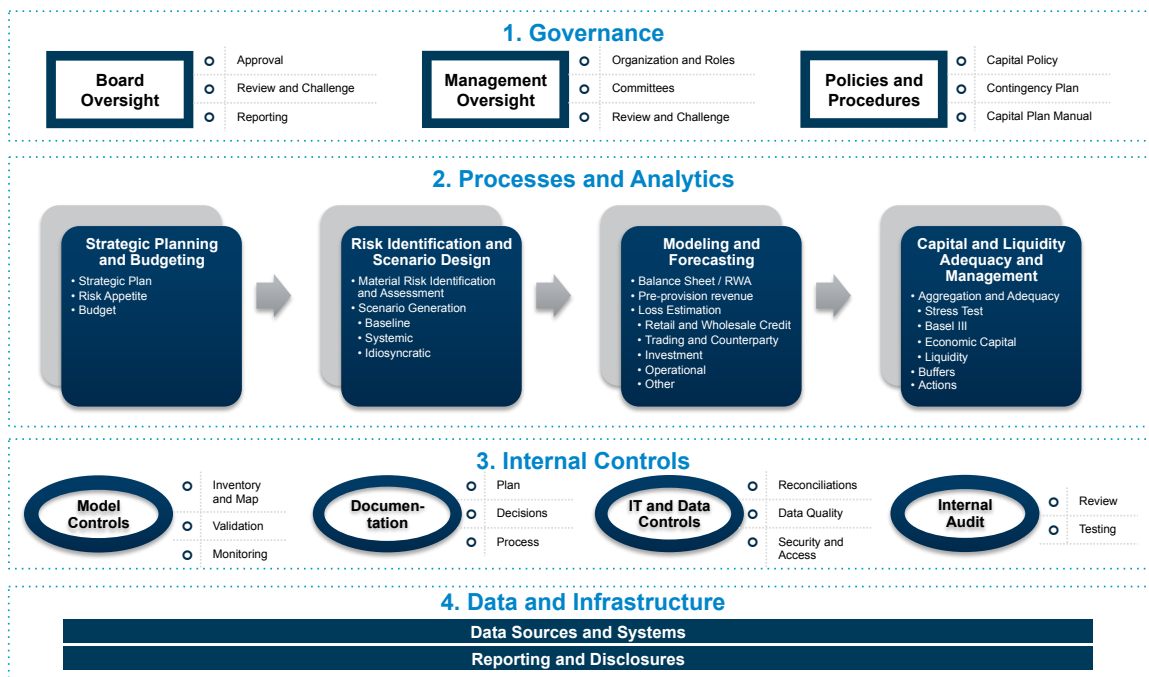 1. Governance
Board
Oversight
Approval
Review and Challenge
Reporting
Management
Oversight
Organization and Roles
Committees
Review and Challenge
Policies and
Procedures
Capital Policy
Contingency Plan
Capital Plan Manual
2. Processes and Analytics
Strategic Planning
and Budgeting
• Strategic Plan
• Risk Appetite
• Budget
Risk Identification and
Scenario Design
• Material Risk Identification
and Assessment
• Scenario Generation
• Baseline
• Systemic
• Idiosyncratic
Modeling and
Forecasting
• Balance Sheet / RWA
• Pre-provision revenue
• Loss Estimation
• Retail and Wholesale Credit
• Trading and Counterparty
• Investment
• Operational
• Other
Capital and Liquidity
Adequacy and
Management
• Aggregation and Adequacy
• Stress Test
• Basel III
• Economic Capital
• Liquidity
• Buffers
• Actions
3. Internal Controls
Model
Controls
Inventory
and Map
Validation
Monitoring
Documen-
tation
Plan
Decisions
Process
IT and Data
Controls
Reconciliations
Data Quality
Security and
Access
Internal
Audit
Review
Testing
4. Data and Infrastructure
Data Sources and Systems
Reporting and Disclosures